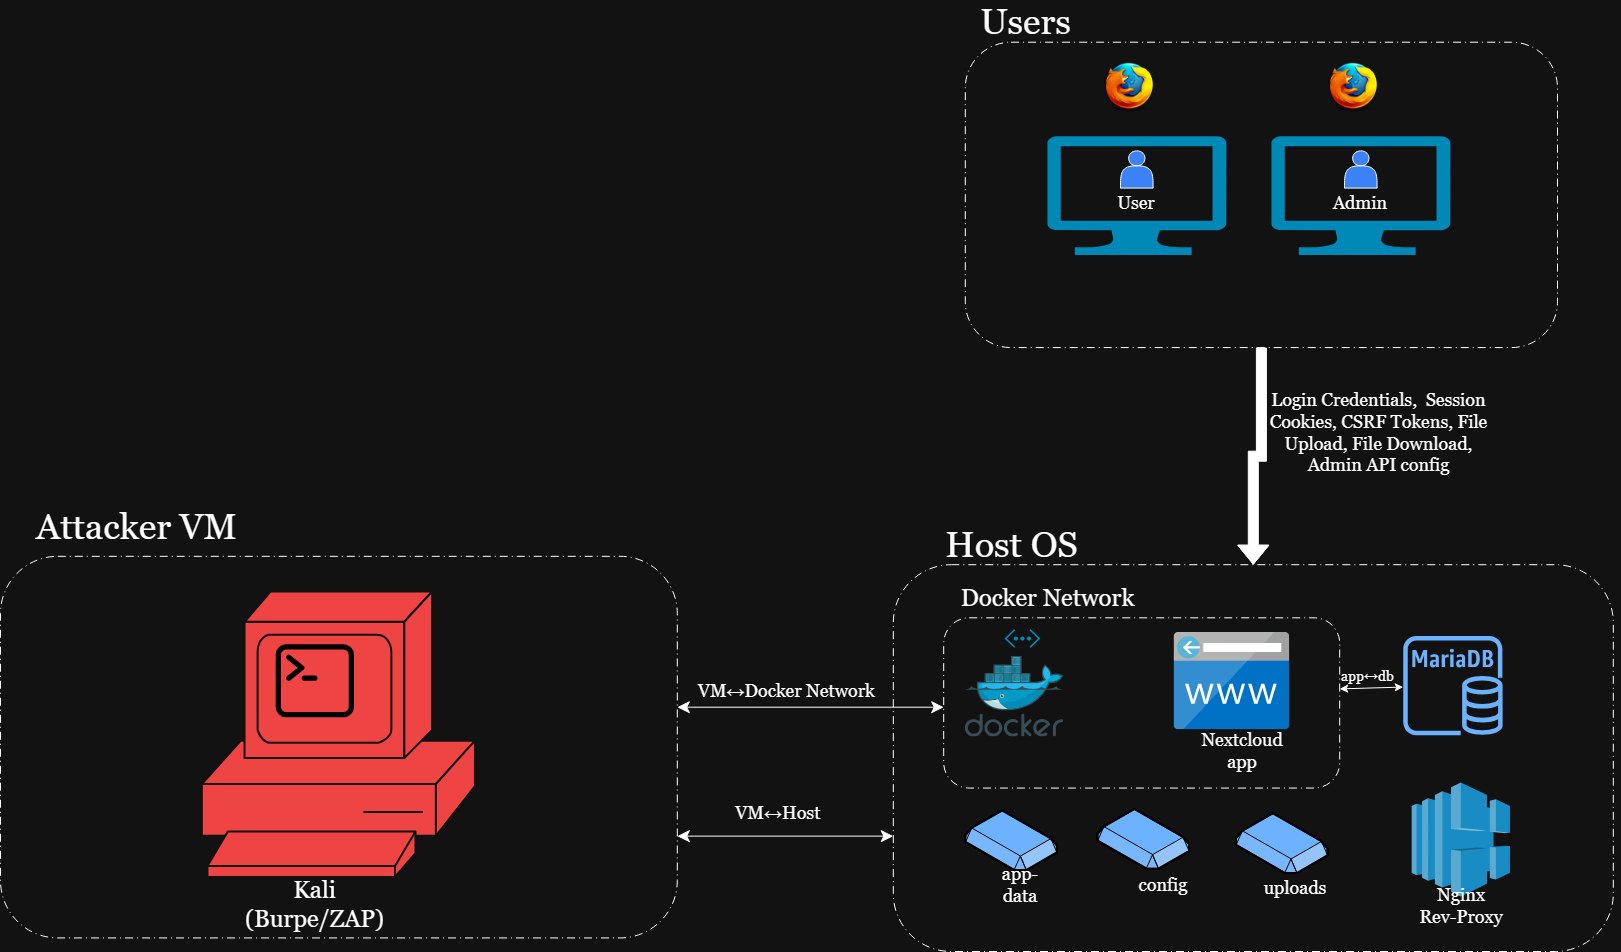 Users
User
Admin
Login Credentials, Session
Cookies, CSRF Tokens, File
Upload, File Download,
Admin API config
Attacker VM
Host OS
Docker Network
VM↔Docker Network
docker
WWW
Nextcloud
app
app↔db
MariaDB
VM↔Host
Kali
(Burpe/ZAP)
app-
data
config
uploads
Nginx
Rev-Proxy